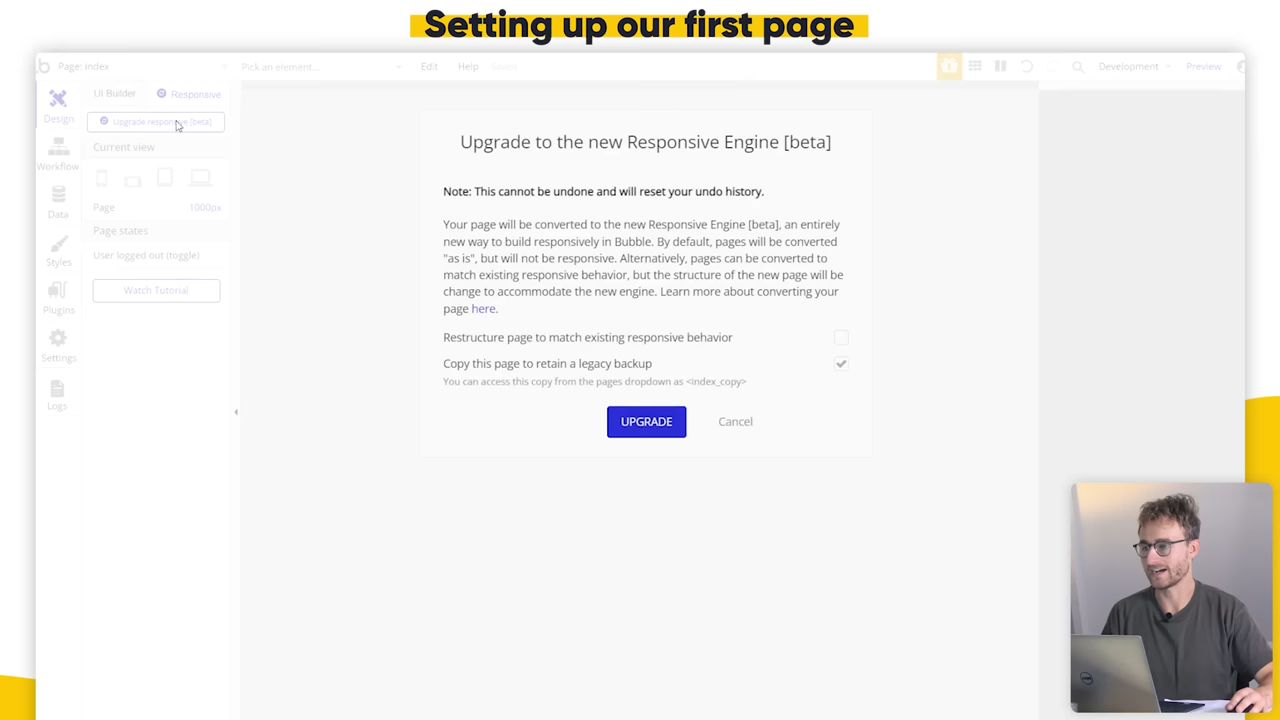 Setting up our first page
Page: index
Pick an element...
Edit
Help
Saved
Development
Preview
Design
Workflow
Data
Styles
Plugins
Settings
Logs
UI Builder
Responsive
Upgrade responsive [beta]
Current view
Page
1000px
Page states
User logged out (toggle)
Watch Tutorial
Upgrade to the new Responsive Engine [beta]
Note: This cannot be undone and will reset your undo history.
Your page will be converted to the new Responsive Engine [beta], an entirely
new way to build responsively in Bubble. By default, pages will be converted
"as is", but will not be responsive. Alternatively, pages can be converted to
match existing responsive behavior, but the structure of the new page will be
change to accommodate the new engine. Learn more about converting your
page here.
Restructure page to match existing responsive behavior
Copy this page to retain a legacy backup
You can access this copy from the pages dropdown as <index_copy>
UPGRADE
Cancel
DELL